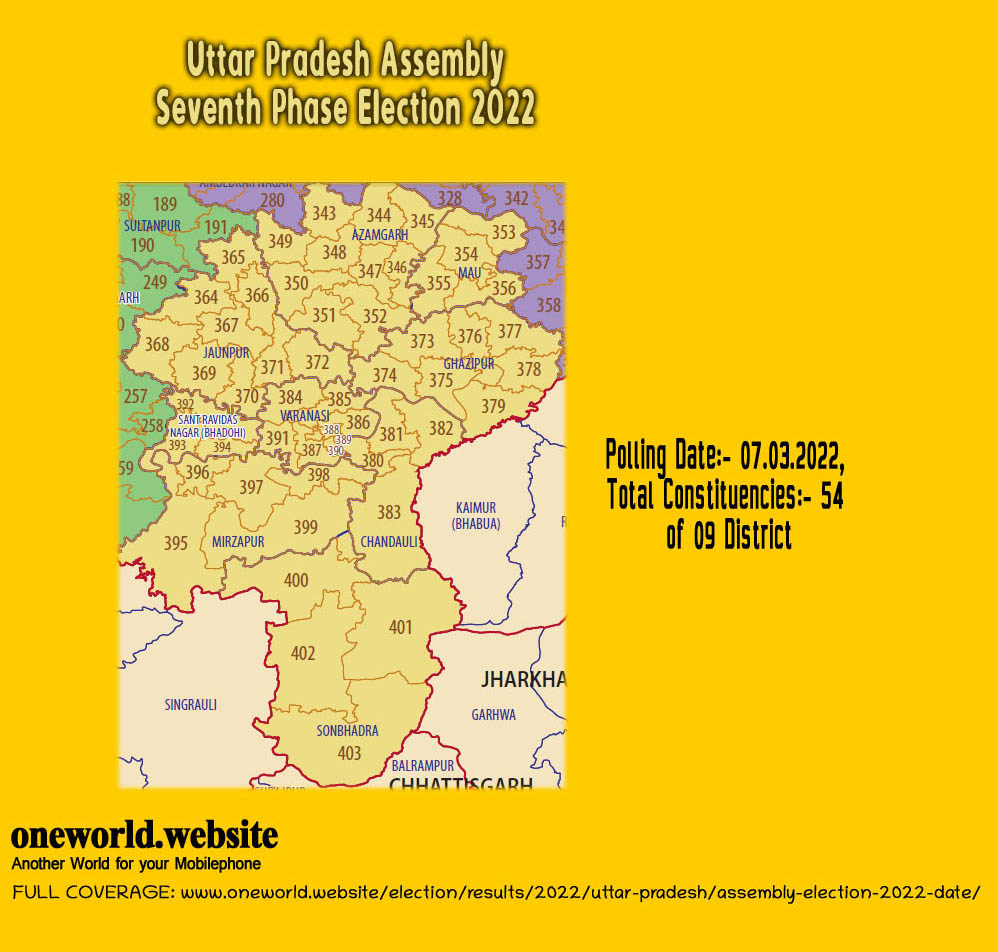 Uttar Pradesh Assembly
Seventh Phase Election 2022
189
280
328
342
SULTANPUR
191
343
344
345
353
190
365
349
AZAMGARH
348
354
357
249
347
346
MAU
ARH
364
366
350
355
356
358
351
352
367
368
373
376
377
JAUNPUR
372
GHAZIPUR
369
371
374
375
378
257
370
384
385
379
392
SANT RAVIDAS
NAGAR (BHADOHI)
VARANASI
386
258
388
381
382
393
394
391
389
387
390
380
59
396
397
398
399
383
KAIMUR
(BHABUA)
395
MIRZAPUR
CHANDAULI
400
401
402
JHARKHA
SINGRAULI
GARHWA
SONBHADRA
403
BALRAMPUR
CHHATTISGARH
Polling Date:- 07.03.2022,
Total Constituencies:- 54
of 09 District
oneworld.website
Another World for your Mobilephone
FULL COVERAGE: www.oneworld.website/election/results/2022/uttar-pradesh/assembly-election-2022-date/